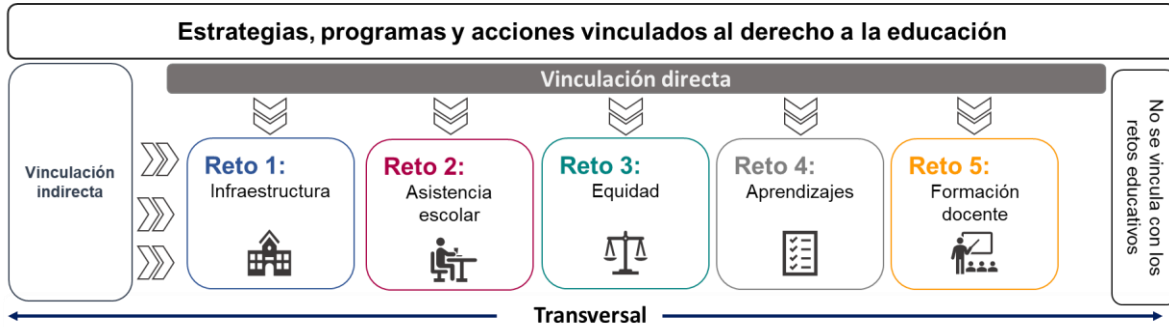 Estrategias, programas y acciones vinculados al derecho a la educación
Vinculación directa
Vinculación
indirecta
Reto 1:
Infraestructura
Reto 2:
Asistencia
escolar
Reto 3:
Equidad
Reto 4:
Aprendizajes
Reto 5:
Formación
docente
No se vincula con los
retos educativos
Transversal